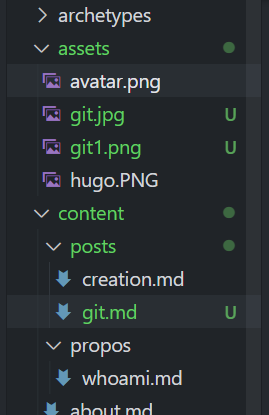 archetypes
assets
avatar.png
git.jpg U
git1.png U
hugo.PNG
content
posts
creation.md
git.md U
propos
whoami.md
about.md